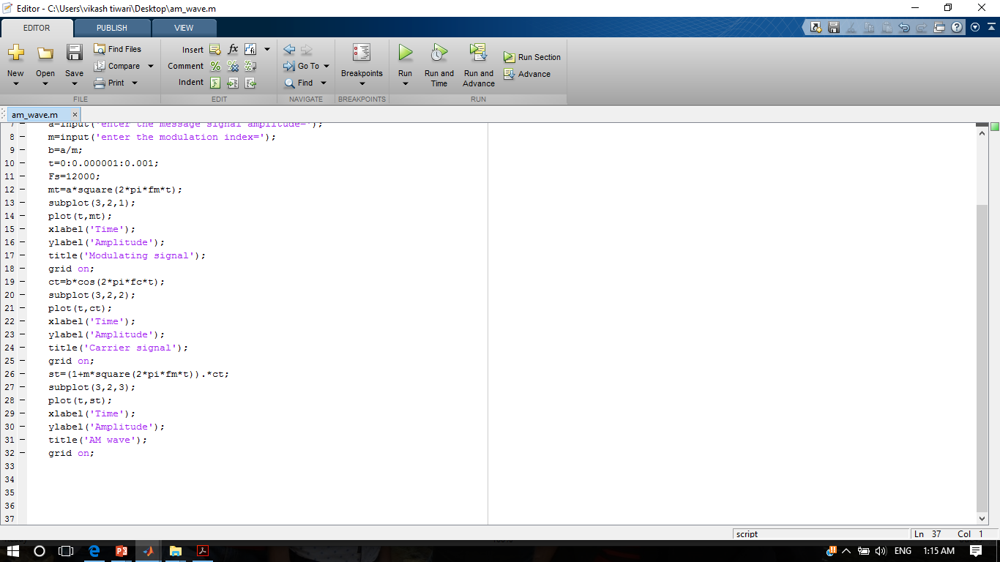 Editor - C:\Users\vikash tiwari\Desktop\am_wave.m
EDITOR PUBLISH VIEW
New Open Save Find Files Compare Print
Insert fx Comment Indent
Go To Find
Breakpoints
Run Run and Time Run and Advance Run Section Advance
FILE EDIT NAVIGATE BREAKPOINTS RUN
am_wave.m ×
7 – a=input('enter the message signal amplitude=');
8 – m=input('enter the modulation index=');
9 – b=a/m;
10 – t=0:0.000001:0.001;
11 – Fs=12000;
12 – mt=a*square(2*pi*fm*t);
13 – subplot(3,2,1);
14 – plot(t,mt);
15 – xlabel('Time');
16 – ylabel('Amplitude');
17 – title('Modulating signal');
18 – grid on;
19 – ct=b*cos(2*pi*fc*t);
20 – subplot(3,2,2);
21 – plot(t,ct);
22 – xlabel('Time');
23 – ylabel('Amplitude');
24 – title('Carrier signal');
25 – grid on;
26 – st=(1+m*square(2*pi*fm*t)).*ct;
27 – subplot(3,2,3);
28 – plot(t,st);
29 – xlabel('Time');
30 – ylabel('Amplitude');
31 – title('AM wave');
32 – grid on;
33
34
35
36
37
script Ln 37 Col 1
ENG 1:15 AM